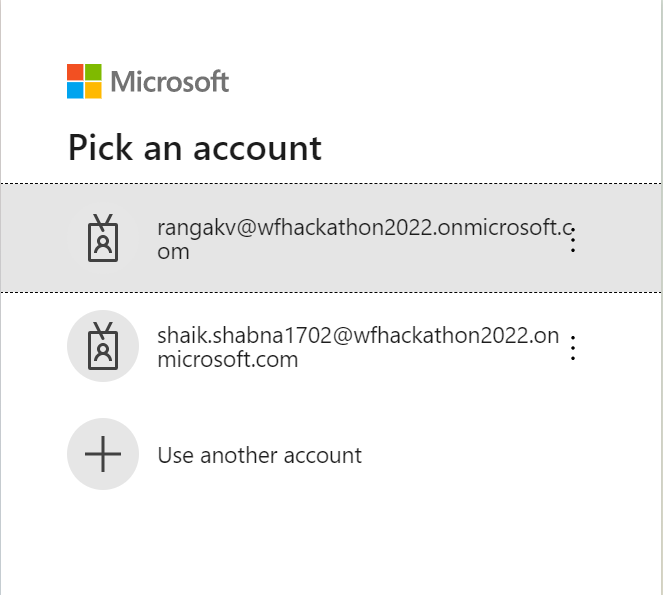 Microsoft
Pick an account
rangakv@wfhackathon2022.onmicrosoft.c
om
shaik.shabna1702@wfhackathon2022.on
microsoft.com
Use another account